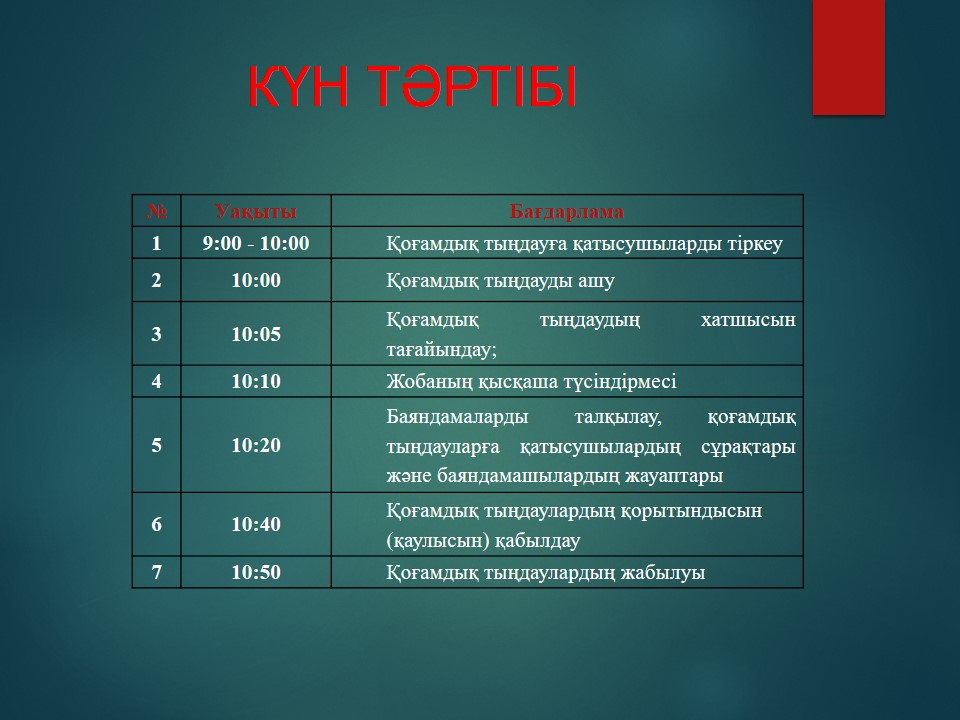 КҮН ТӘРТІБІ
№ Уақыты Бағдарлама
1 9:00 - 10:00 Қоғамдық тыңдауға қатысушыларды тіркеу
2 10:00 Қоғамдық тыңдауды ашу
3 10:05 Қоғамдық тыңдаудың хатшысын
тағайындау;
4 10:10 Жобаның қысқаша түсіндірмесі
5 10:20 Баяндамаларды талқылау, қоғамдық
тыңдауларға қатысушылардың сұрақтары
және баяндамашылардың жауаптары
6 10:40 Қоғамдық тыңдаулардың қорытындысын
(қаулысын) қабылдау
7 10:50 Қоғамдық тыңдаулардың жабылуы